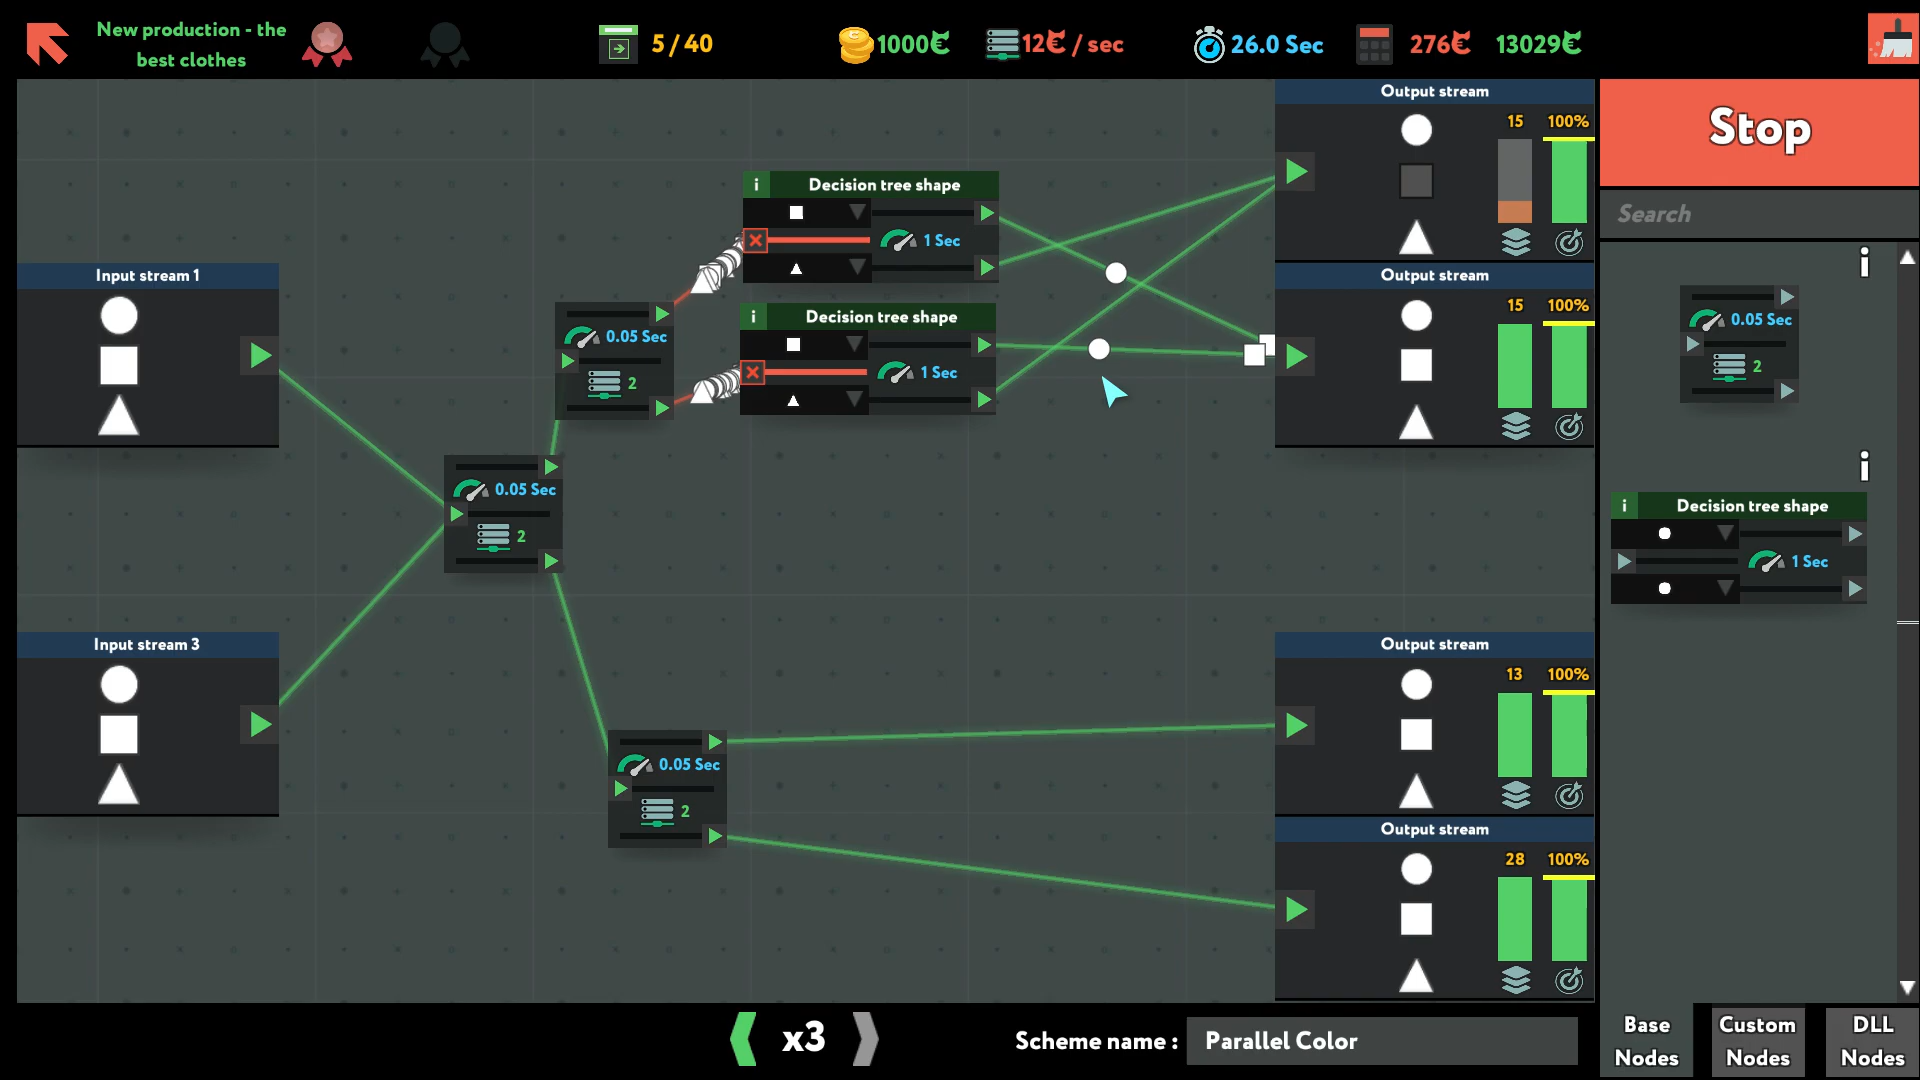 New production - the
best clothes
5/40
1000€
12€ / sec
26.0 Sec
276€
13029€
Stop
Search
Output stream
15
100%
Decision tree shape
1 Sec
Input stream 1
Output stream
15
100%
Decision tree shape
1 Sec
0.05 Sec
2
0.05 Sec
2
0.05 Sec
2
Decision tree shape
1 Sec
Input stream 3
Output stream
13
100%
0.05 Sec
2
Output stream
28
100%
x3
Scheme name :
Parallel Color
Base
Nodes
Custom
Nodes
DLL
Nodes